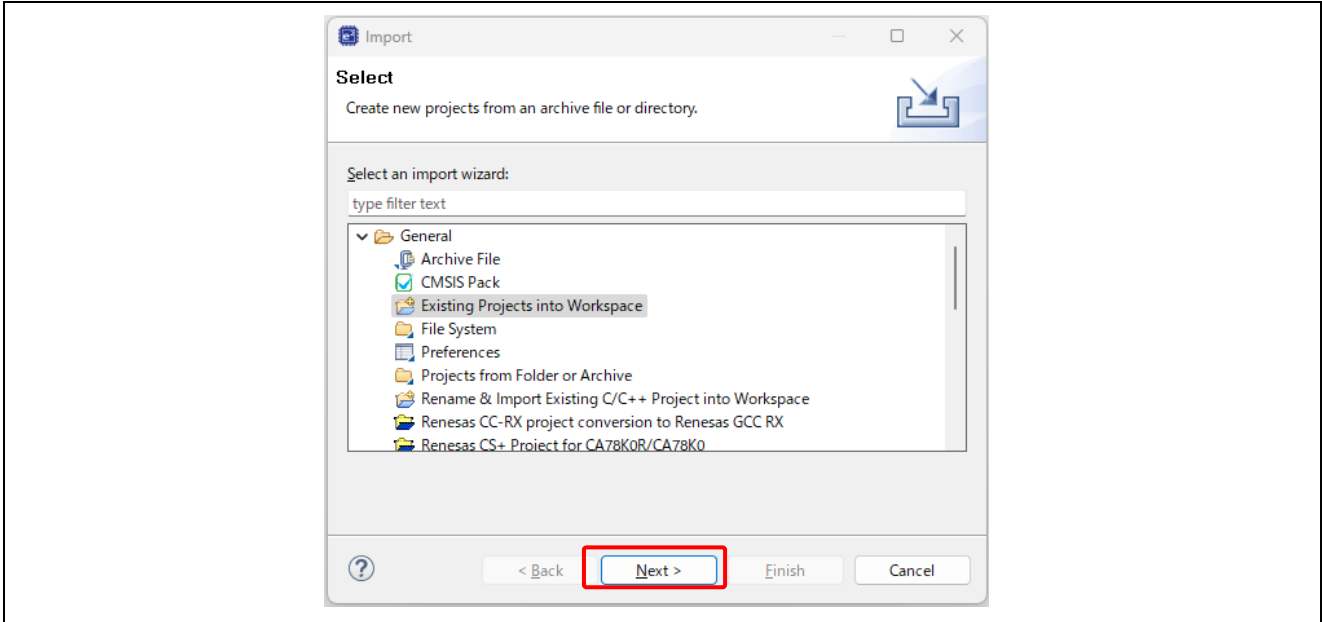 Import
Select
Create new projects from an archive file or directory.
Select an import wizard:
type filter text
General
Archive File
CMSIS Pack
Existing Projects into Workspace
File System
Preferences
Projects from Folder or Archive
Rename & Import Existing C/C++ Project into Workspace
Renesas CC-RX project conversion to Renesas GCC RX
Renesas CS+ Project for CA78K0R/CA78K0
? < Back Next > Finish Cancel